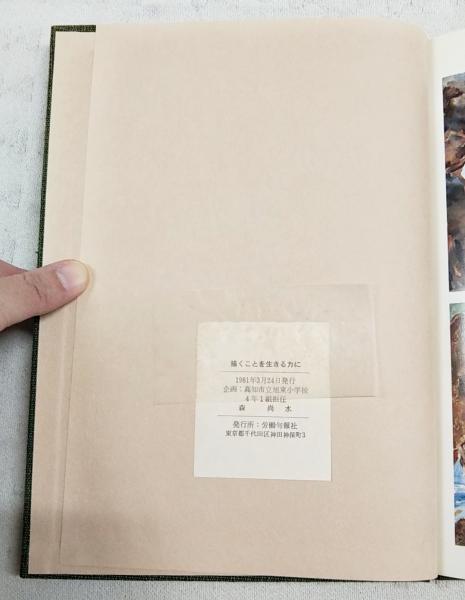 描くことを生きる力に
1981年3月24日発行
企画：高知市立旭東小学校
4年1組担任
森 尚水
発行所：労働旬報社
東京都千代田区神田神保町3